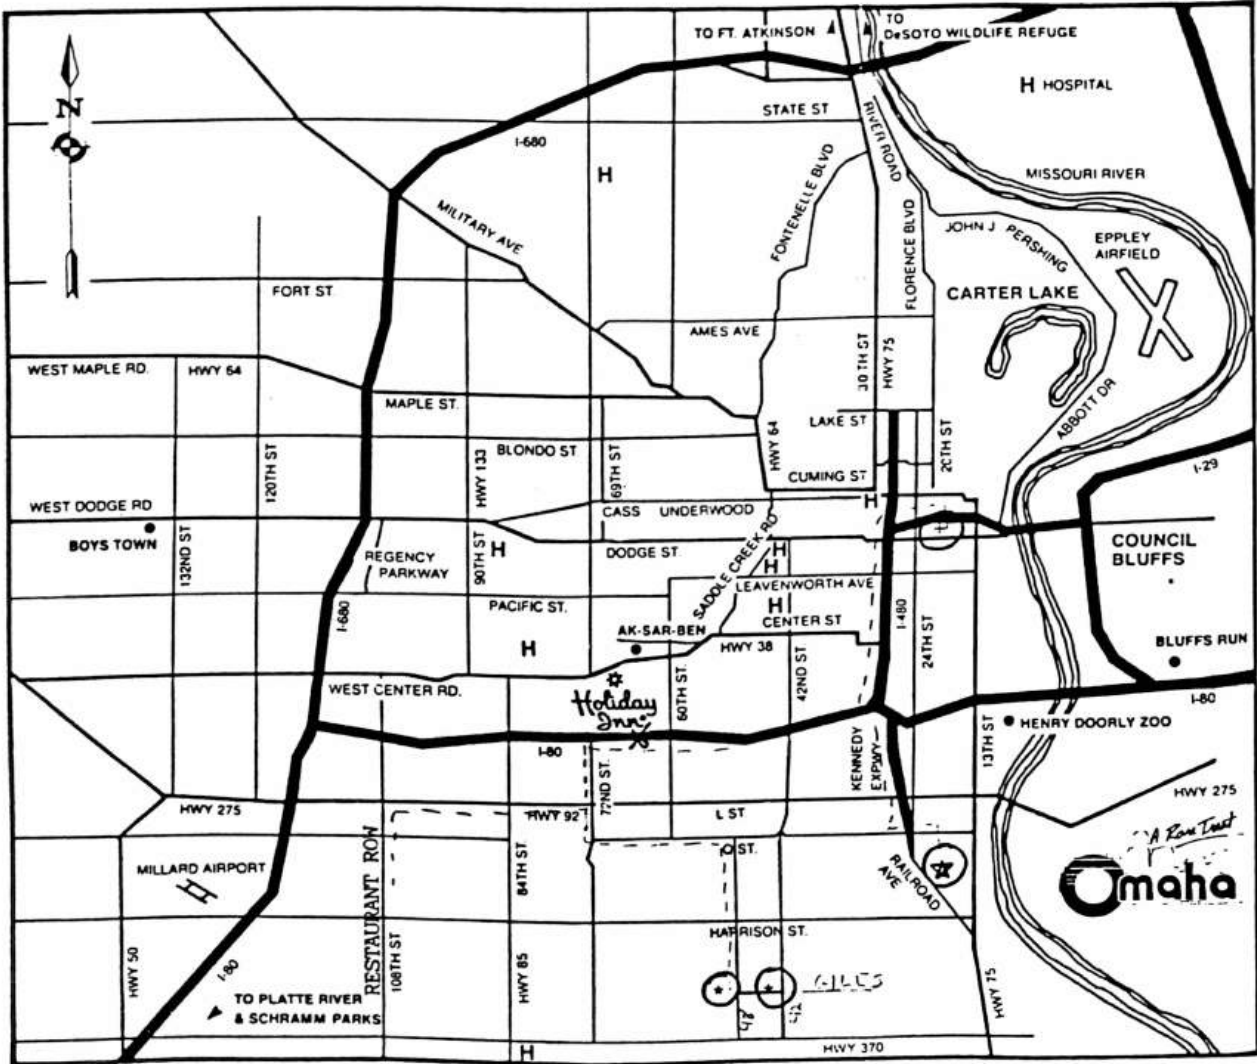 TO FT. ATKINSON
TO
DeSOTO WILDLIFE REFUGE
N
H HOSPITAL
STATE ST
RIVER ROAD
I-680
H
FONTENELLE BLVD
MISSOURI RIVER
MILITARY AVE
FLORENCE BLVD
JOHN J PERSHING
EPPLEY
AIRFIELD
FORT ST.
CARTER LAKE
AMES AVE
30TH ST
HWY 75
WEST MAPLE RD.
HWY 64
MAPLE ST.
ABBOTT DR
LAKE ST
20TH ST
BLONDO ST
HWY 64
120TH ST
HWY 133
69TH ST
CUMING ST
I-29
H
WEST DODGE RD
CASS UNDERWOOD
BOYS TOWN
132ND ST
REGENCY
PARKWAY
90TH ST
H
DODGE ST.
SADDLE CREEK RD
H
H
COUNCIL
BLUFFS
LEAVENWORTH AVE
PACIFIC ST.
H
CENTER ST
I-680
AK-SAR-BEN
I-480
24TH ST
H
HWY 38
42ND ST
BLUFFS RUN
WEST CENTER RD.
Holiday
Inn
60TH ST.
I-80
HENRY DOORLY ZOO
13TH ST
I-80
KENNEDY
EXPWY
72ND ST.
HWY 275
HWY 275
HWY 92
L ST
A Rare Treat
Omaha
O ST.
MILLARD AIRPORT
RESTAURANT ROW
84TH ST
RAILROAD
AVE
HARRISON ST.
108TH ST
HWY 50
I-80
HWY 85
GILES
48
42
HWY 75
TO PLATTE RIVER
& SCHRAMM PARKS
H
HWY 370